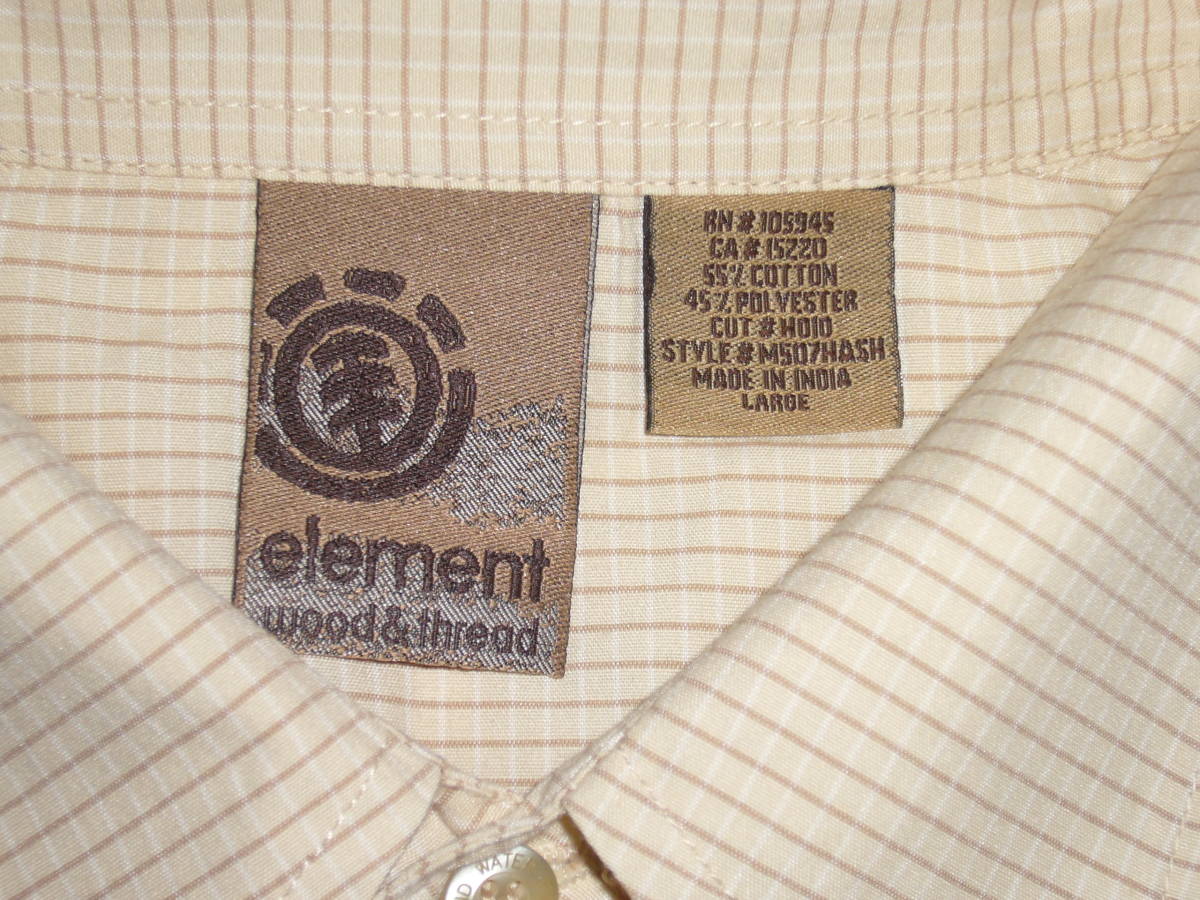 element
wood & thread
RN # 105945
CA # 15220
55% COTTON
45% POLYESTER
CUT # H010
STYLE # M507HASH
MADE IN INDIA
LARGE
WATER